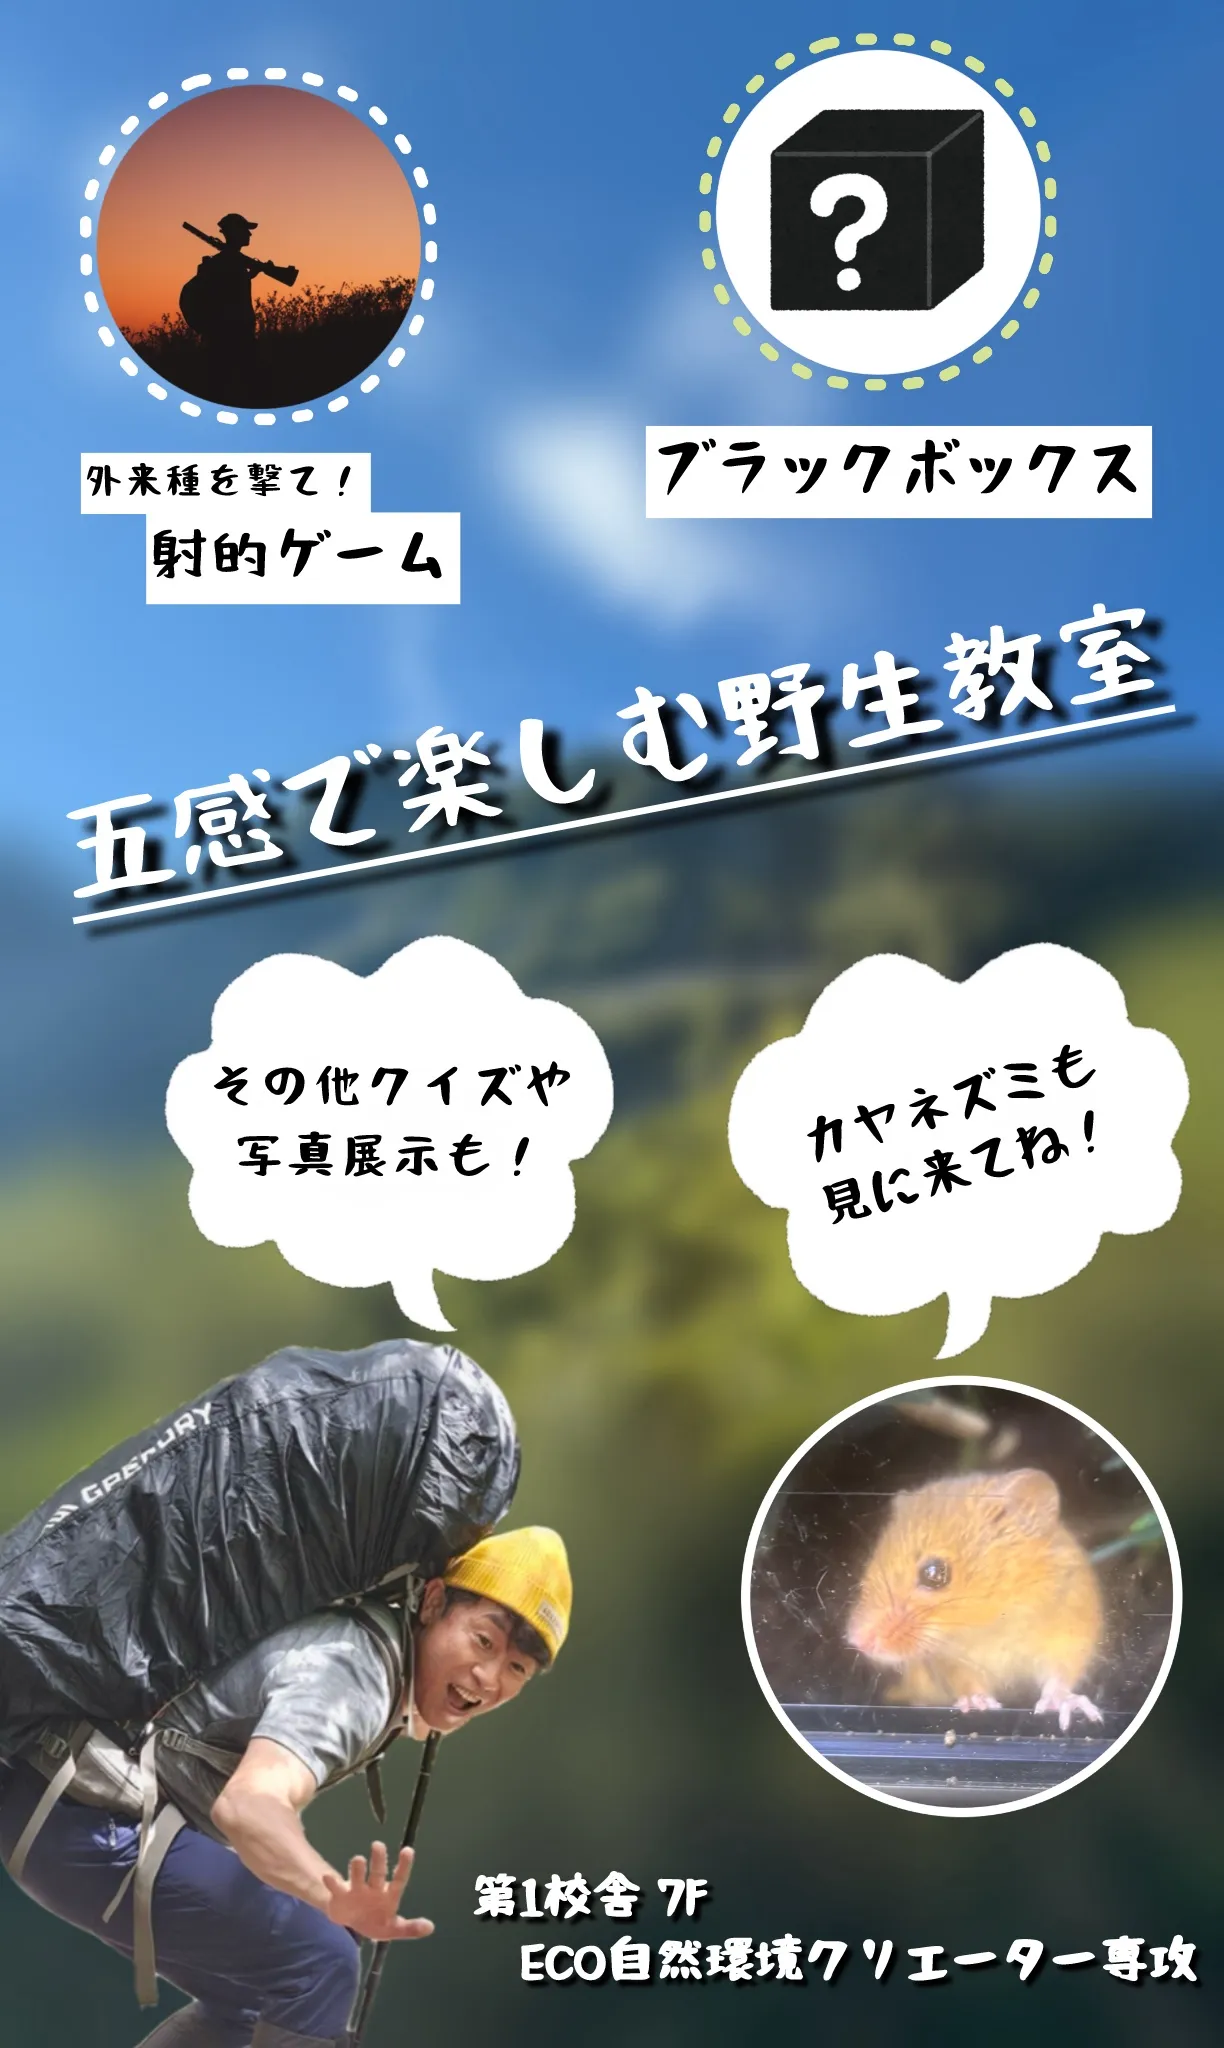 ?
外来種を撃て!
射的ゲーム
ブラックボックス
五感で楽しむ野生教室
その他クイズや
写真展示も!
カヤネズミも
見に来てね!
GREGORY
第1校舎 7F
ECO自然環境クリエーター専攻